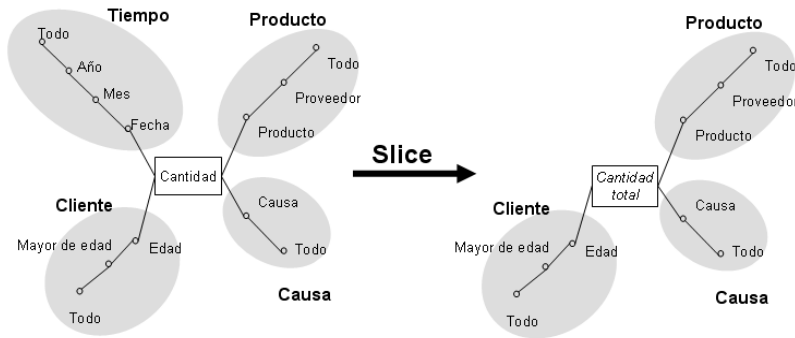 Tiempo
Todo
Año
Mes
Fecha
Producto
Todo
Proveedor
Producto
Cantidad
Cliente
Mayor de edad
Edad
Todo
Causa
Todo
Causa
Slice
Producto
Todo
Proveedor
Producto
Cantidad
total
Cliente
Mayor de edad
Edad
Todo
Causa
Todo
Causa